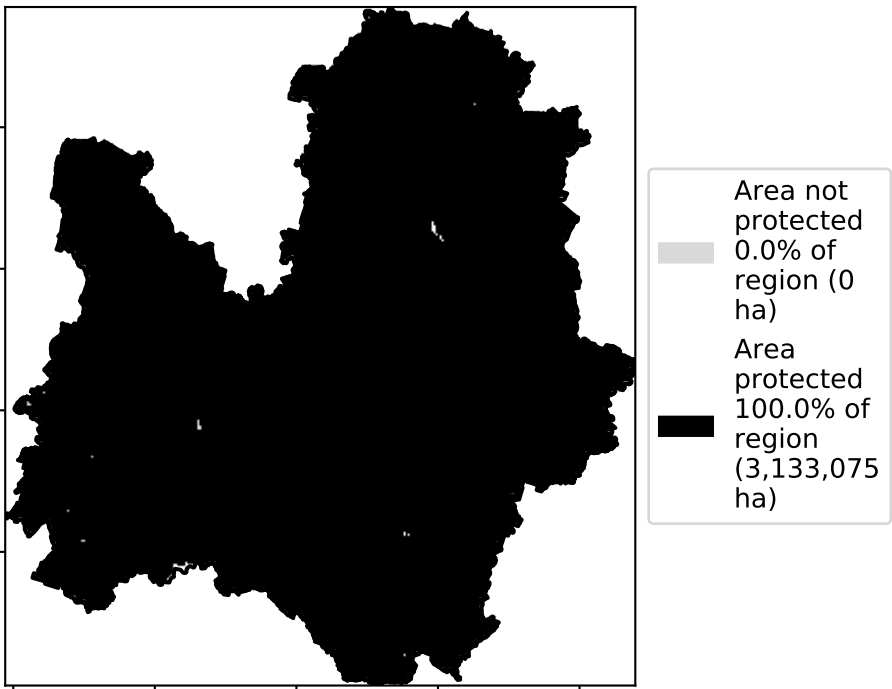 Area not
protected
0.0% of
region (0
ha)
Area
protected
100.0% of
region
(3,133,075
ha)